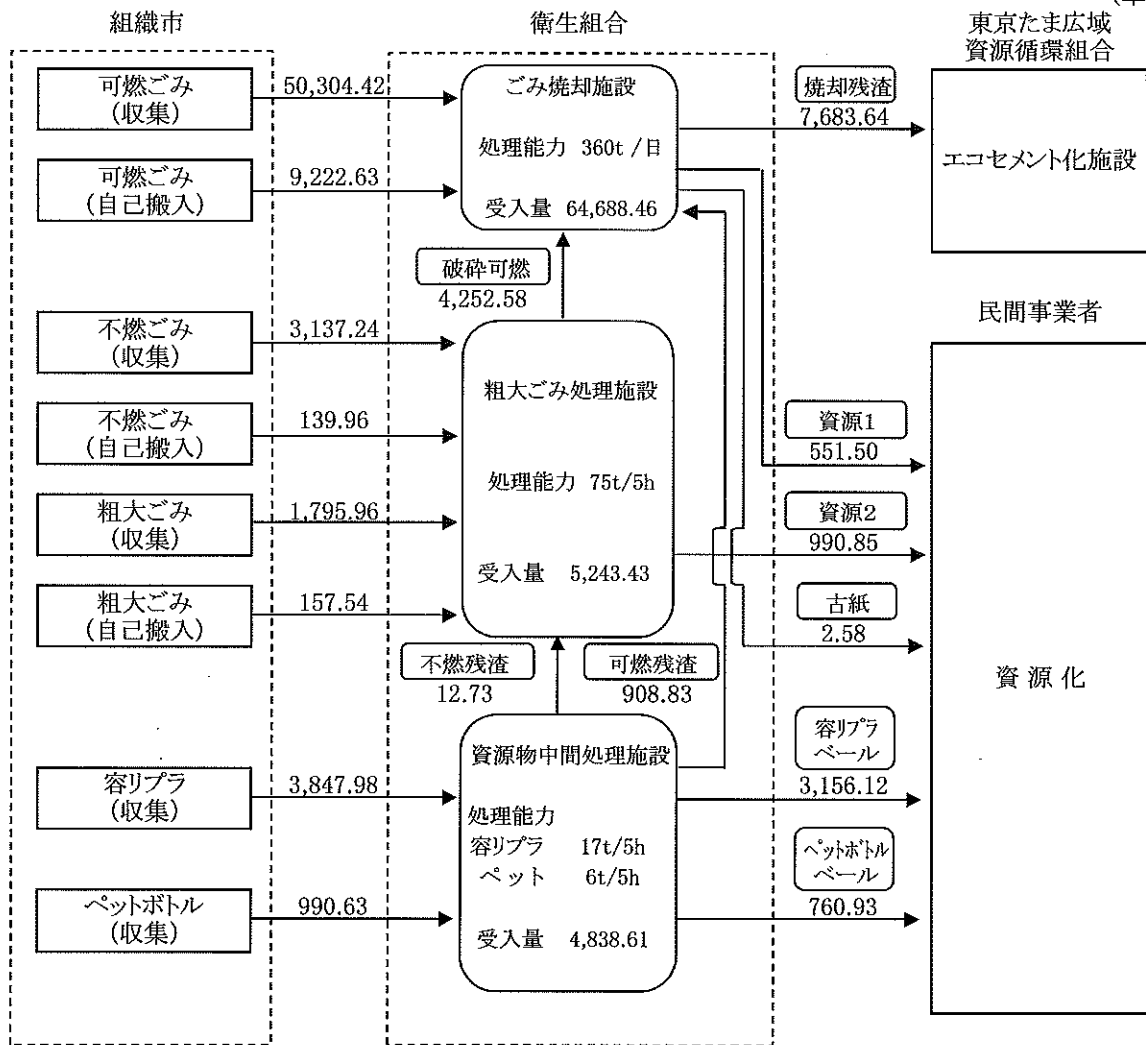 組織市
可燃ごみ
(収集)
50,304.42
可燃ごみ
(自己搬入)
9,222.63
不燃ごみ
(収集)
3,137.24
不燃ごみ
(自己搬入)
139.96
粗大ごみ
(収集)
1,795.96
粗大ごみ
(自己搬入)
157.54
容リプラ
(収集)
3,847.98
ペットボトル
(収集)
990.63
衛生組合
ごみ焼却施設
処理能力 360t/日
受入量 64,688.46
破砕可燃
4,252.58
粗大ごみ処理施設
処理能力 75t/5h
受入量 5,243.43
不燃残渣
12.73
可燃残渣
908.83
資源物中間処理施設
処理能力
容リプラ 17t/5h
ペット 6t/5h
受入量 4,838.61
東京たま広域
資源循環組合
焼却残渣
7,683.64
エコセメント化施設
民間事業者
資源1
551.50
資源2
990.85
古紙
2.58
容リプラ
ベール
3,156.12
ペットボトル
ベール
760.93
資源化